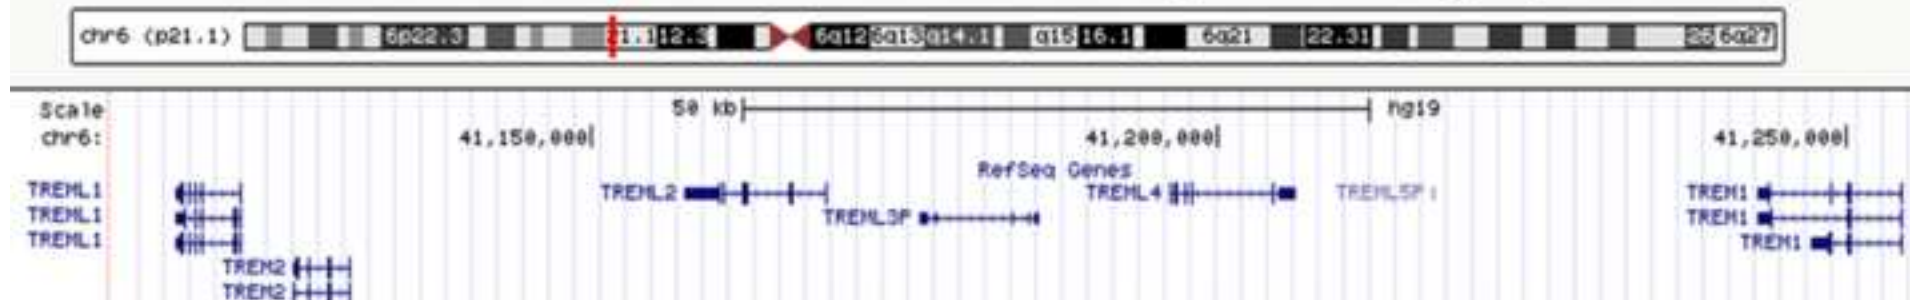 chr6 (p21.1) 6p22.3 21.1 12.3 6q12 6q13 q14.1 q15 16.1 6q21 22.31 26 6q27
Scale 50 kb hg19
chr6: 41,150,000 41,200,000 41,250,000
RefSeq Genes
TREML1 TREML2 TREML4 TREML5P TREM1
TREML1 TREML3P TREM1
TREML1 TREM1
TREM2
TREM2